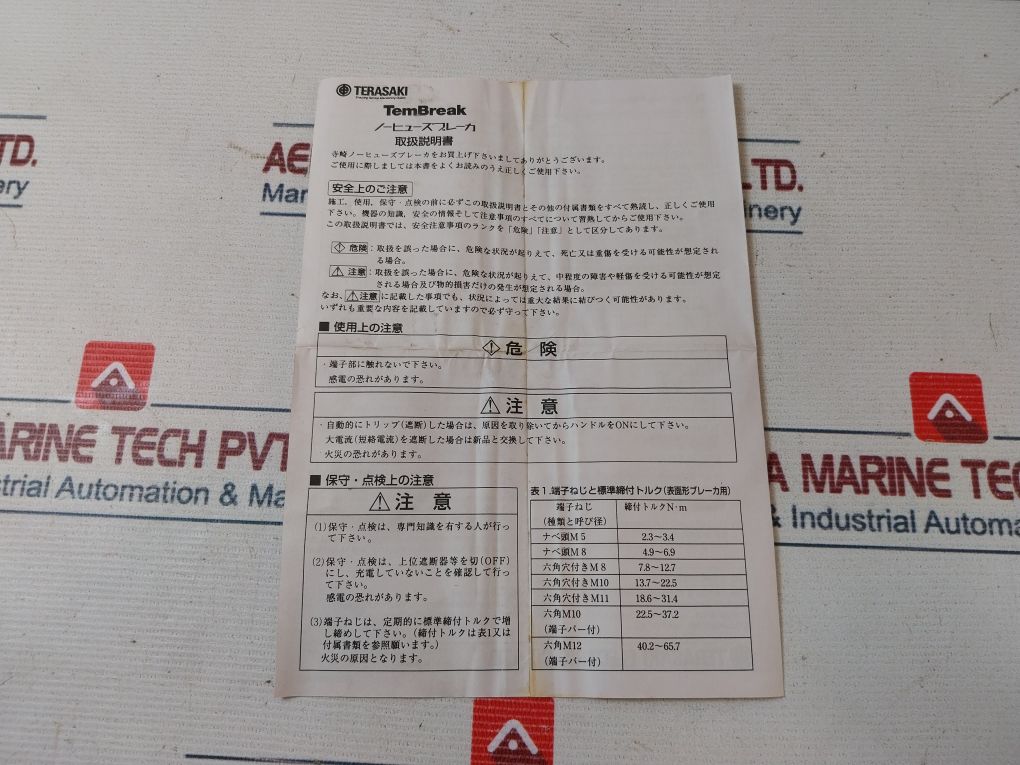 TERASAKI
TemBreak
ノーヒューズブレーカ
取扱説明書
寺崎ノーヒューズブレーカをお買上げ下さいましてありがとうございます。
ご使用に際しましては本書をよくお読みのうえ正しくご使用下さい。
安全上のご注意
施工, 使用, 保守・点検の前に必ずこの取扱説明書とその他の付属書類をすべて熟読し、正しくご使用
下さい。機器の知識, 安全の情報そして注意事項のすべてについて習熟してからご使用下さい。
この取扱説明書では、安全注意事項のランクを「危険」「注意」として区分してあります。
危険:取扱を誤った場合に、危険な状況が起りえて、死亡又は重傷を受ける可能性が想定され
る場合。
注意:取扱を誤った場合に、危険な状況が起りえて、中程度の障害や軽傷を受ける可能性が想定
される場合及び物的損害だけの発生が想定される場合。
なお、注意に記載した事項でも、状況によっては重大な結果に結びつく可能性があります。
いずれも重要な内容を記載していますので必ず守って下さい。
■ 使用上の注意
危 険
・端子部に触れないで下さい。
感電の恐れがあります。
注 意
・自動的にトリップ(遮断)した場合は、原因を取り除いてからハンドルをONにして下さい。
大電流(短絡電流)を遮断した場合は新品と交換して下さい。
火災の恐れがあります。
■ 保守・点検上の注意
注 意
(1)保守・点検は、専門知識を有する人が行っ
て下さい。
(2)保守・点検は、上位遮断器等を切(OFF)
にし、充電していないことを確認して行っ
て下さい。
感電の恐れがあります。
(3)端子ねじは、定期的に標準締付トルクで増
し締めして下さい。(締付トルクは表1又は
付属書類を参照願います。)
火災の原因となります。
表1.端子ねじと標準締付トルク(表面形ブレーカ用)
端子ねじ 締付トルクN·m
(種類と呼び径)
ナベ頭M5 2.3〜3.4
ナベ頭M8 4.9〜6.9
六角穴付きM8 7.8〜12.7
六角穴付きM10 13.7〜22.5
六角穴付きM11 18.6〜31.4
六角M10 22.5〜37.2
(端子バー付)
六角M12 40.2〜65.7
(端子バー付)
TD.
ery
AE
Mar
LTD.
nery
ARINE TECH PVT
strial Automation & Ma
A MARINE TECH
& Industrial Automation